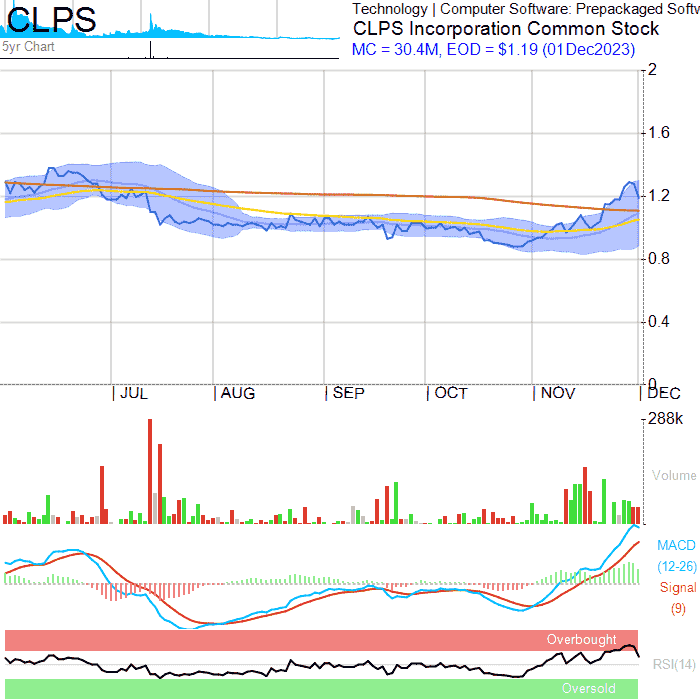 CLPS
5yr Chart
Technology | Computer Software: Prepackaged Softw
CLPS Incorporation Common Stock
MC = 30.4M, EOD = $1.19 (01Dec2023)
2
1.6
1.2
0.8
0.4
0
JUL AUG SEP OCT NOV DEC
288k
Volume
MACD
(12-26)
Signal
(9)
Overbought
RSI(14)
Oversold